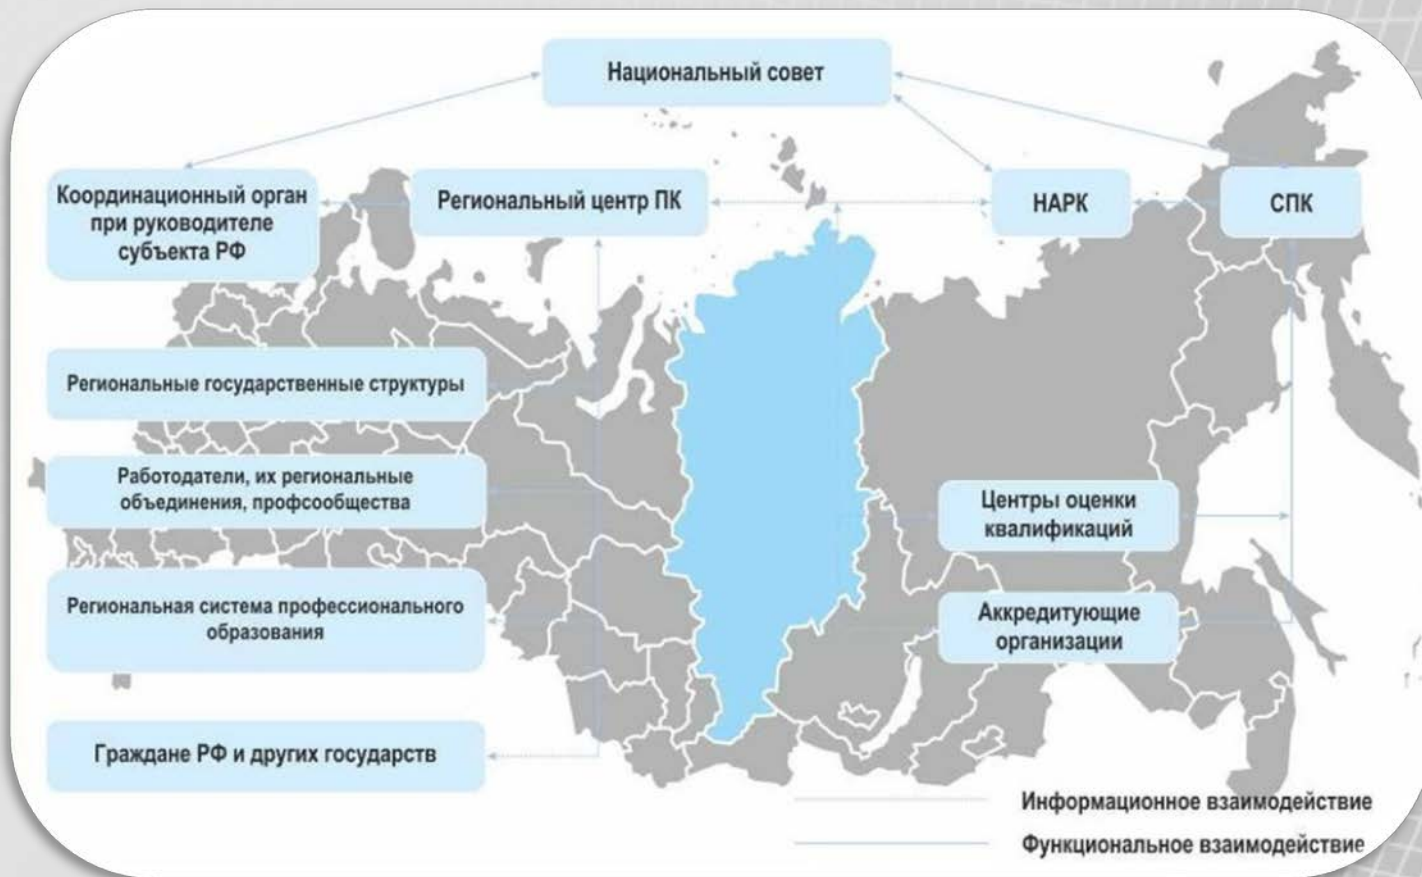 Национальный совет
Координационный орган
при руководителе
субъекта РФ
Региональный центр ПК
НАРК
СПК
Региональные государственные структуры
Работодатели, их региональные
объединения, профсообщества
Центры оценки
квалификаций
Региональная система профессионального
образования
Аккредитующие
организации
Граждане РФ и других государств
Информационное взаимодействие
Функциональное взаимодействие